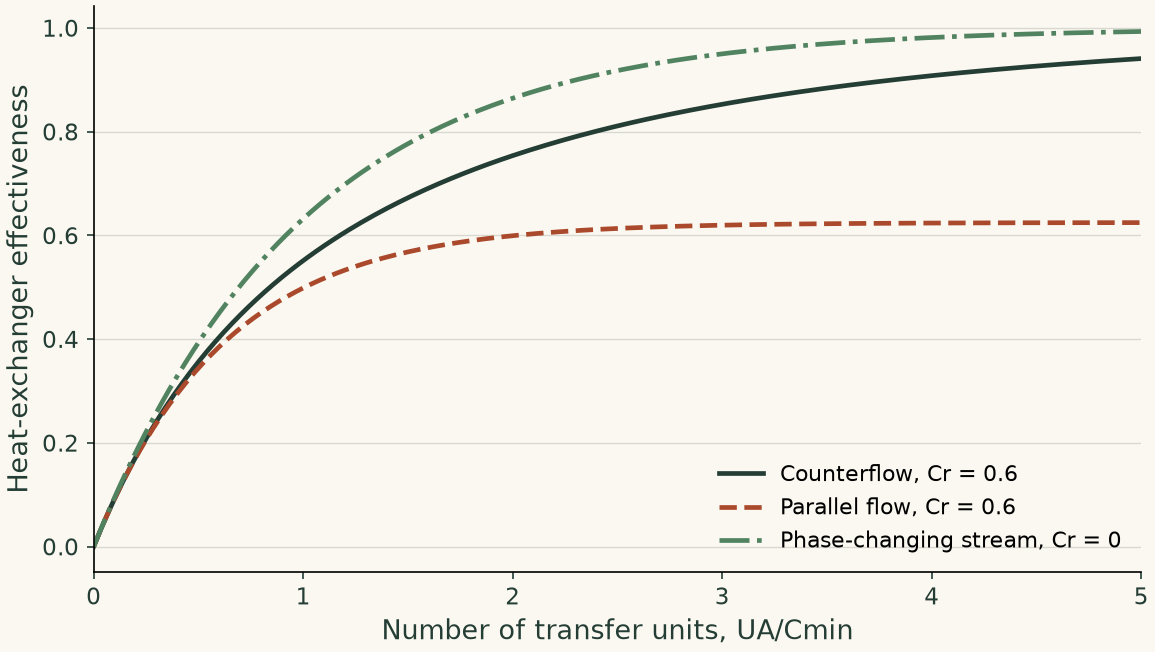 Heat-exchanger effectiveness
1.0
0.8
0.6
0.4
0.2
0.0
Counterflow, Cr = 0.6
Parallel flow, Cr = 0.6
Phase-changing stream, Cr = 0
0 1 2 3 4 5
Number of transfer units, UA/Cmin